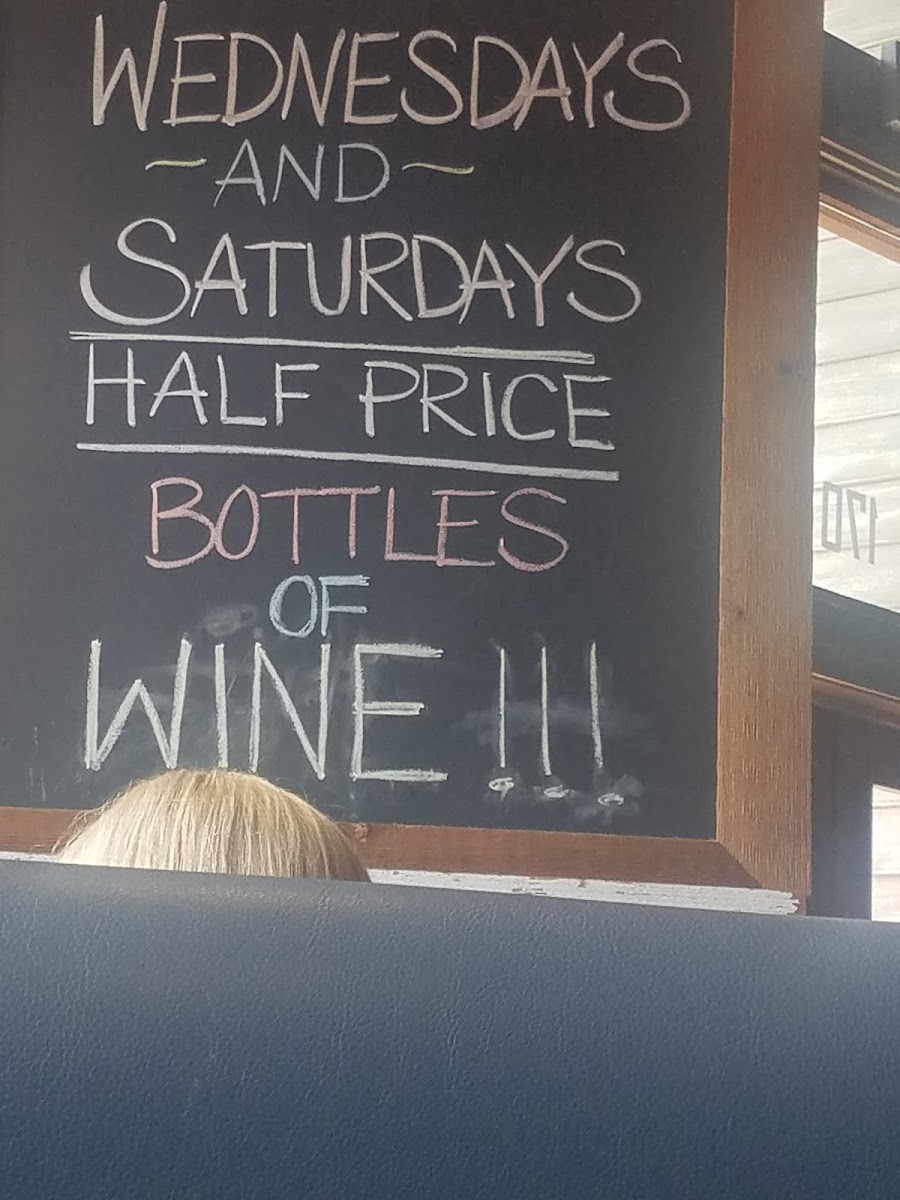 WEDNESDAYS
~AND~
SATURDAYS
HALF PRICE
BOTTLES
OF
WINE !!!